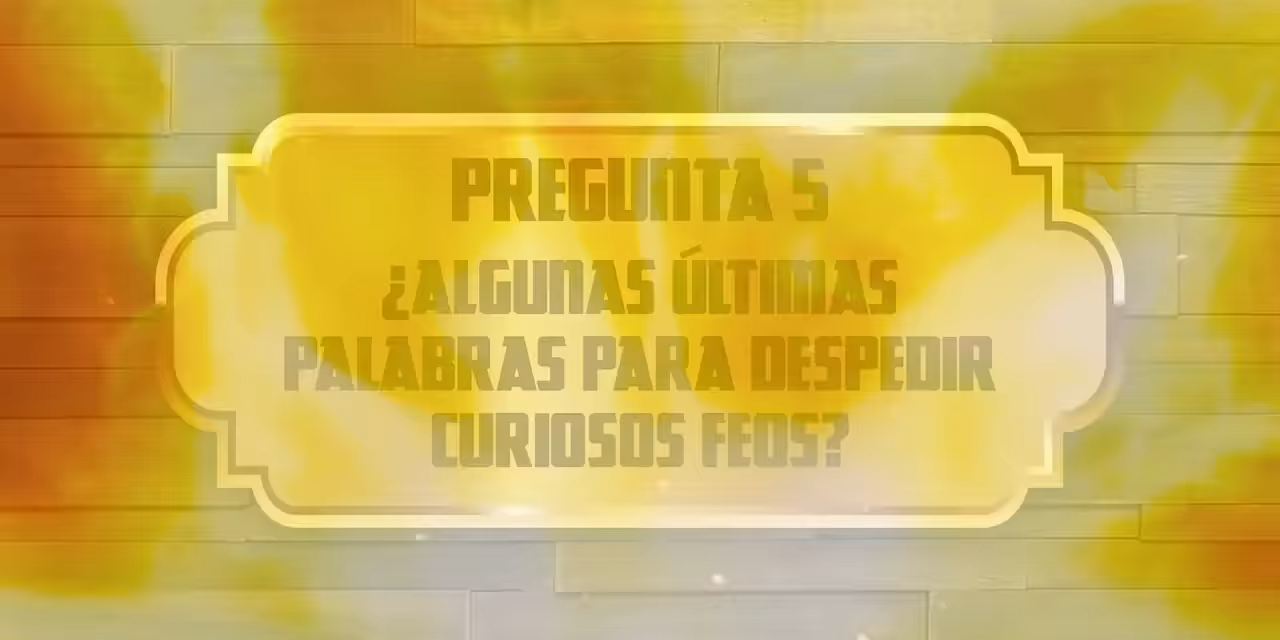 PREGUNTA 5
¿ALGUNAS ÚLTIMAS
PALABRAS PARA DESPEDIR
CURIOSOS FEOS?